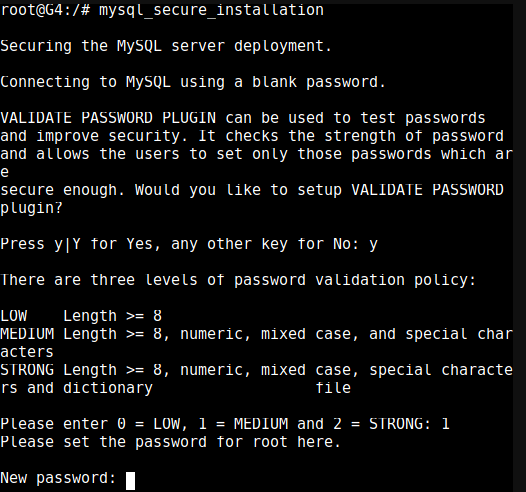 root@G4:/# mysql_secure_installation
Securing the MySQL server deployment.
Connecting to MySQL using a blank password.
VALIDATE PASSWORD PLUGIN can be used to test passwords
and improve security. It checks the strength of password
and allows the users to set only those passwords which ar
e
secure enough. Would you like to setup VALIDATE PASSWORD
plugin?
Press y|Y for Yes, any other key for No: y
There are three levels of password validation policy:
LOW    Length >= 8
MEDIUM Length >= 8, numeric, mixed case, and special char
acters
STRONG Length >= 8, numeric, mixed case, special characte
rs and dictionary                  file
Please enter 0 = LOW, 1 = MEDIUM and 2 = STRONG: 1
Please set the password for root here.
New password: